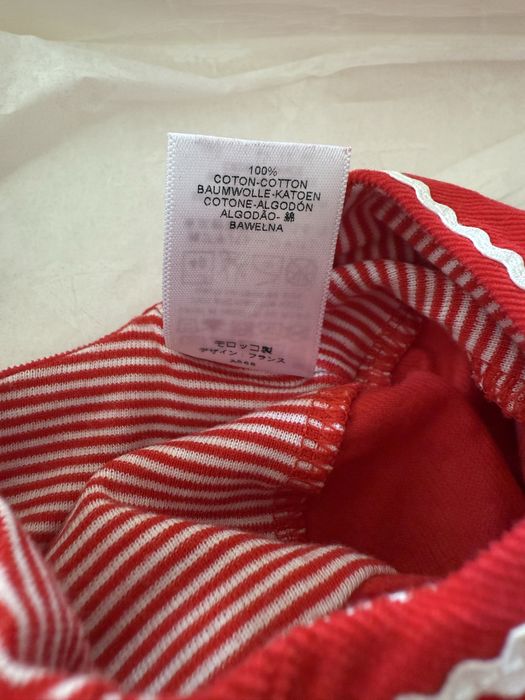 100%
COTON-COTTON
BAUMWOLLE-KATOEN
COTONE-ALGODÓN
ALGODÃO- 綿
BAWEŁNA
モロッコ製
デザイン：フランス